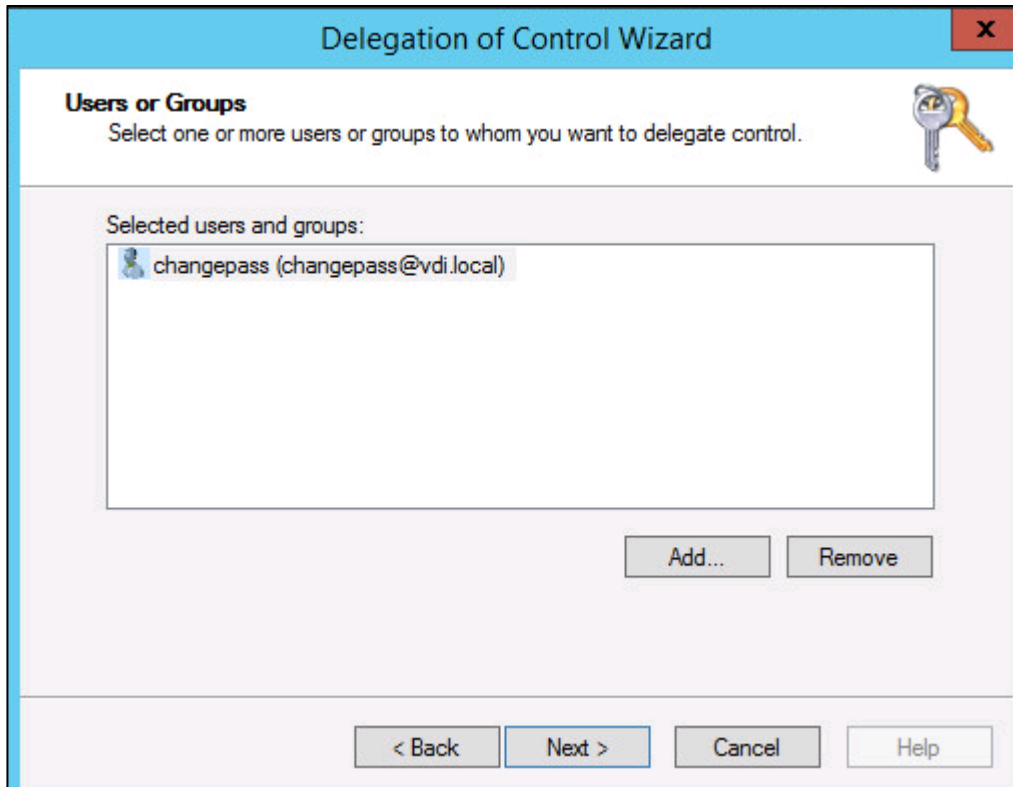 Delegation of Control Wizard
x
Users or Groups
Select one or more users or groups to whom you want to delegate control.
Selected users and groups:
changepass (changepass@vdi.local)
Add...
Remove
< Back
Next >
Cancel
Help